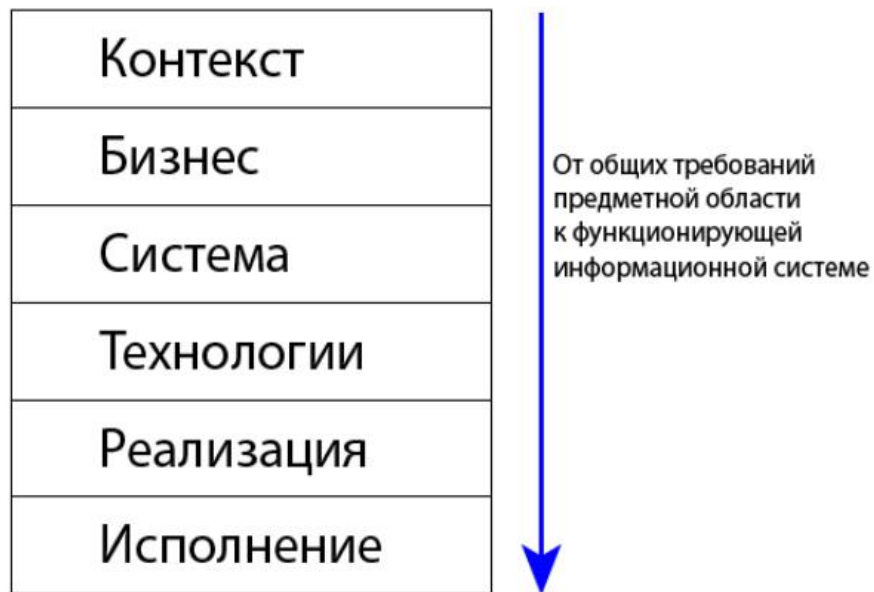 Контекст
Бизнес
Система
Технологии
Реализация
Исполнение
От общих требований
предметной области
к функционирующей
информационной системе